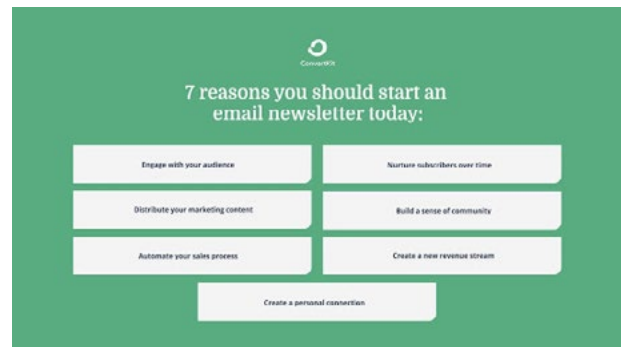 ConvertKit
7 reasons you should start an
email newsletter today:
Engage with your audience
Nurture subscribers over time
Distribute your marketing content
Build a sense of community
Automate your sales process
Create a new revenue stream
Create a personal connection